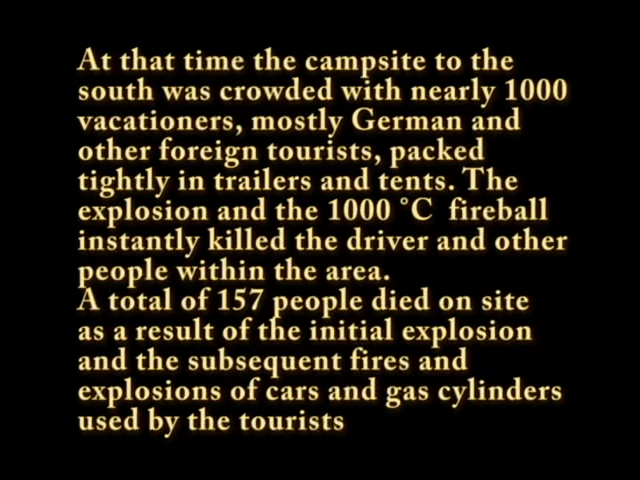 At that time the campsite to the
south was crowded with nearly 1000
vacationers, mostly German and
other foreign tourists, packed
tightly in trailers and tents. The
explosion and the 1000 °C  fireball
instantly killed the driver and other
people within the area.
A total of 157 people died on site
as a result of the initial explosion
and the subsequent fires and
explosions of cars and gas cylinders
used by the tourists